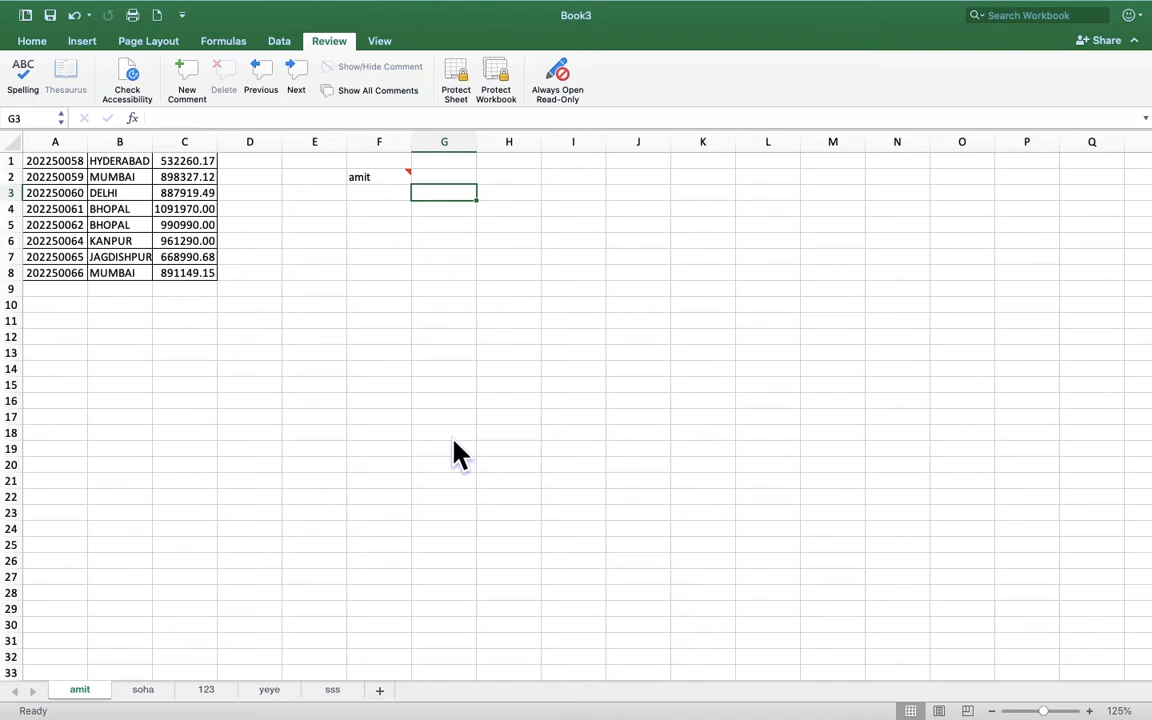 Book3
Search Workbook
Home Insert Page Layout Formulas Data Review View
Share
ABC
Spelling Thesaurus Check Accessibility New Comment Delete Previous Next Show/Hide Comment Show All Comments Protect Sheet Protect Workbook Always Open Read-Only
G3 fx
A B C D E F G H I J K L M N O P Q
1 202250058 HYDERABAD 532260.17
2 202250059 MUMBAI 898327.12 amit
3 202250060 DELHI 887919.49
4 202250061 BHOPAL 1091970.00
5 202250062 BHOPAL 990990.00
6 202250064 KANPUR 961290.00
7 202250065 JAGDISHPUR 668990.68
8 202250066 MUMBAI 891149.15
9
10
11
12
13
14
15
16
17
18
19
20
21
22
23
24
25
26
27
28
29
30
31
32
33
amit soha 123 yeye sss
Ready 125%